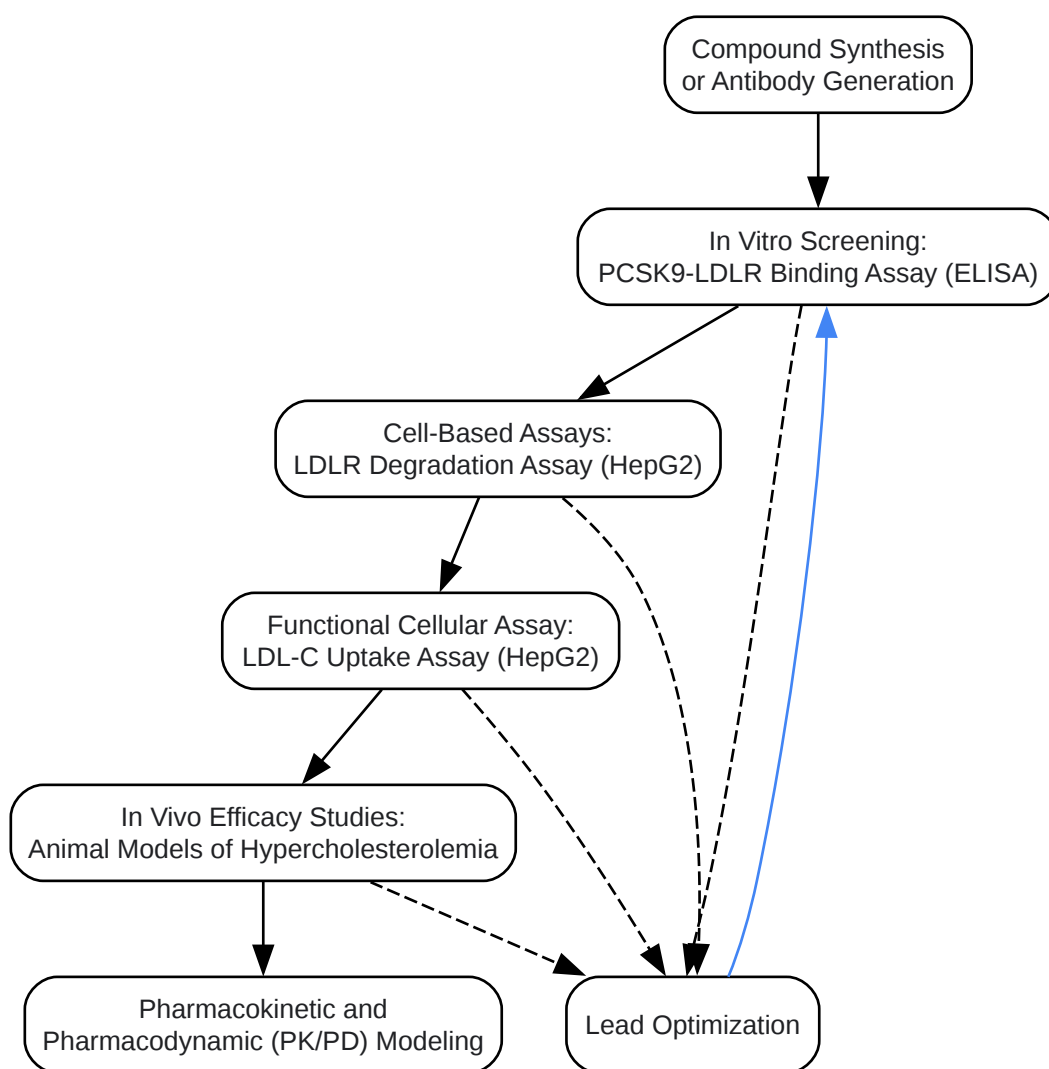 Compound Synthesis
or Antibody Generation
In Vitro Screening:
PCSK9-LDLR Binding Assay (ELISA)
Cell-Based Assays:
LDLR Degradation Assay (HepG2)
Functional Cellular Assay:
LDL-C Uptake Assay (HepG2)
In Vivo Efficacy Studies:
Animal Models of Hypercholesterolemia
Pharmacokinetic and
Pharmacodynamic (PK/PD) Modeling
Lead Optimization